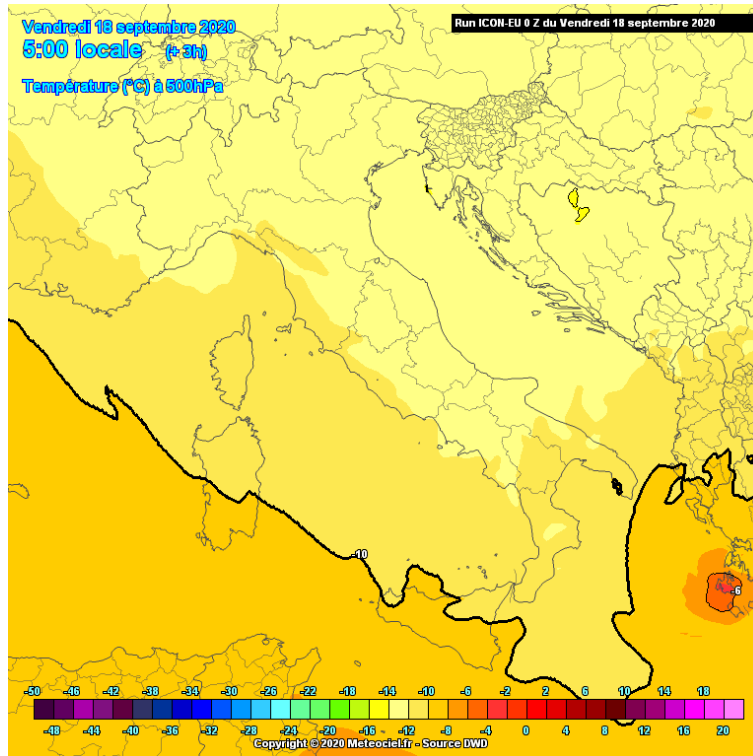 Vendredi 18 septembre 2020
5:00 locale (+ 3h)
Température (°C) à 500hPa
Run ICON-EU 0 Z du Vendredi 18 septembre 2020
-10
-6
-50 -46 -42 -38 -34 -30 -26 -22 -18 -14 -10 -6 -2 2 6 10 14 18
-48 -44 -40 -36 -32 -28 -24 -20 -16 -12 -8 -4 0 4 8 12 16 20
Copyright © 2020 Meteociel.fr - Source DWD